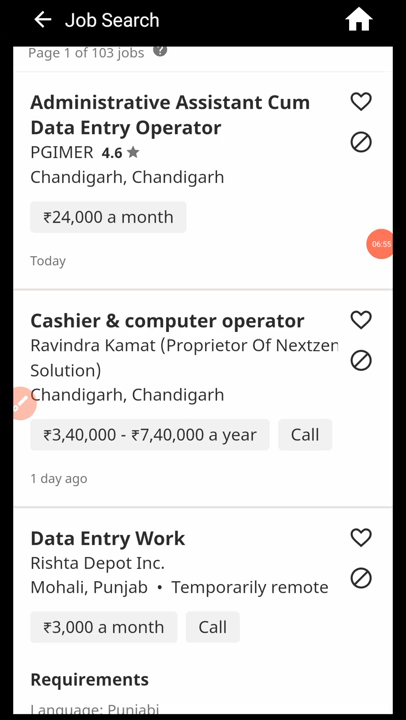 Job Search
Page 1 of 103 jobs ?
Administrative Assistant Cum
Data Entry Operator
PGIMER 4.6 ★
Chandigarh, Chandigarh
₹24,000 a month
06:55
Today
Cashier & computer operator
Ravindra Kamat (Proprietor Of Nextzen
Solution)
Chandigarh, Chandigarh
₹3,40,000 - ₹7,40,000 a year Call
1 day ago
Data Entry Work
Rishta Depot Inc.
Mohali, Punjab • Temporarily remote
₹3,000 a month Call
Requirements
Language: Punjabi